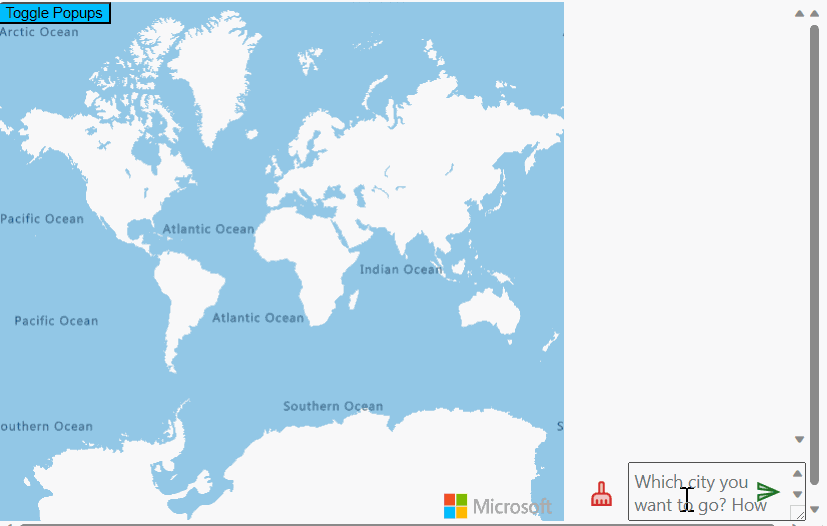 Toggle Popups
Arctic Ocean
Pacific Ocean
Atlantic Ocean
Indian Ocean
Pacific Ocean
Atlantic Ocean
Southern Ocean
outhern Ocean
S
Microsoft
Which city you
want to go? How